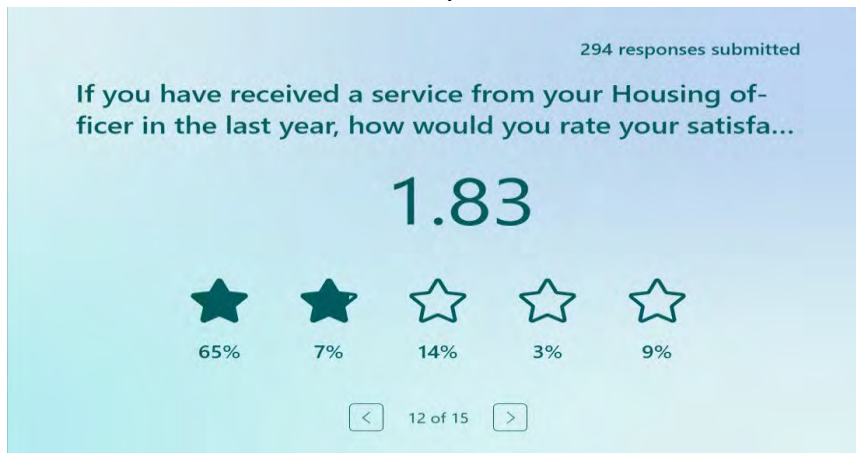 294 responses submitted
If you have received a service from your Housing of-
ficer in the last year, how would you rate your satisfa...
1.83
65% 7% 14% 3% 9%
< 12 of 15 >